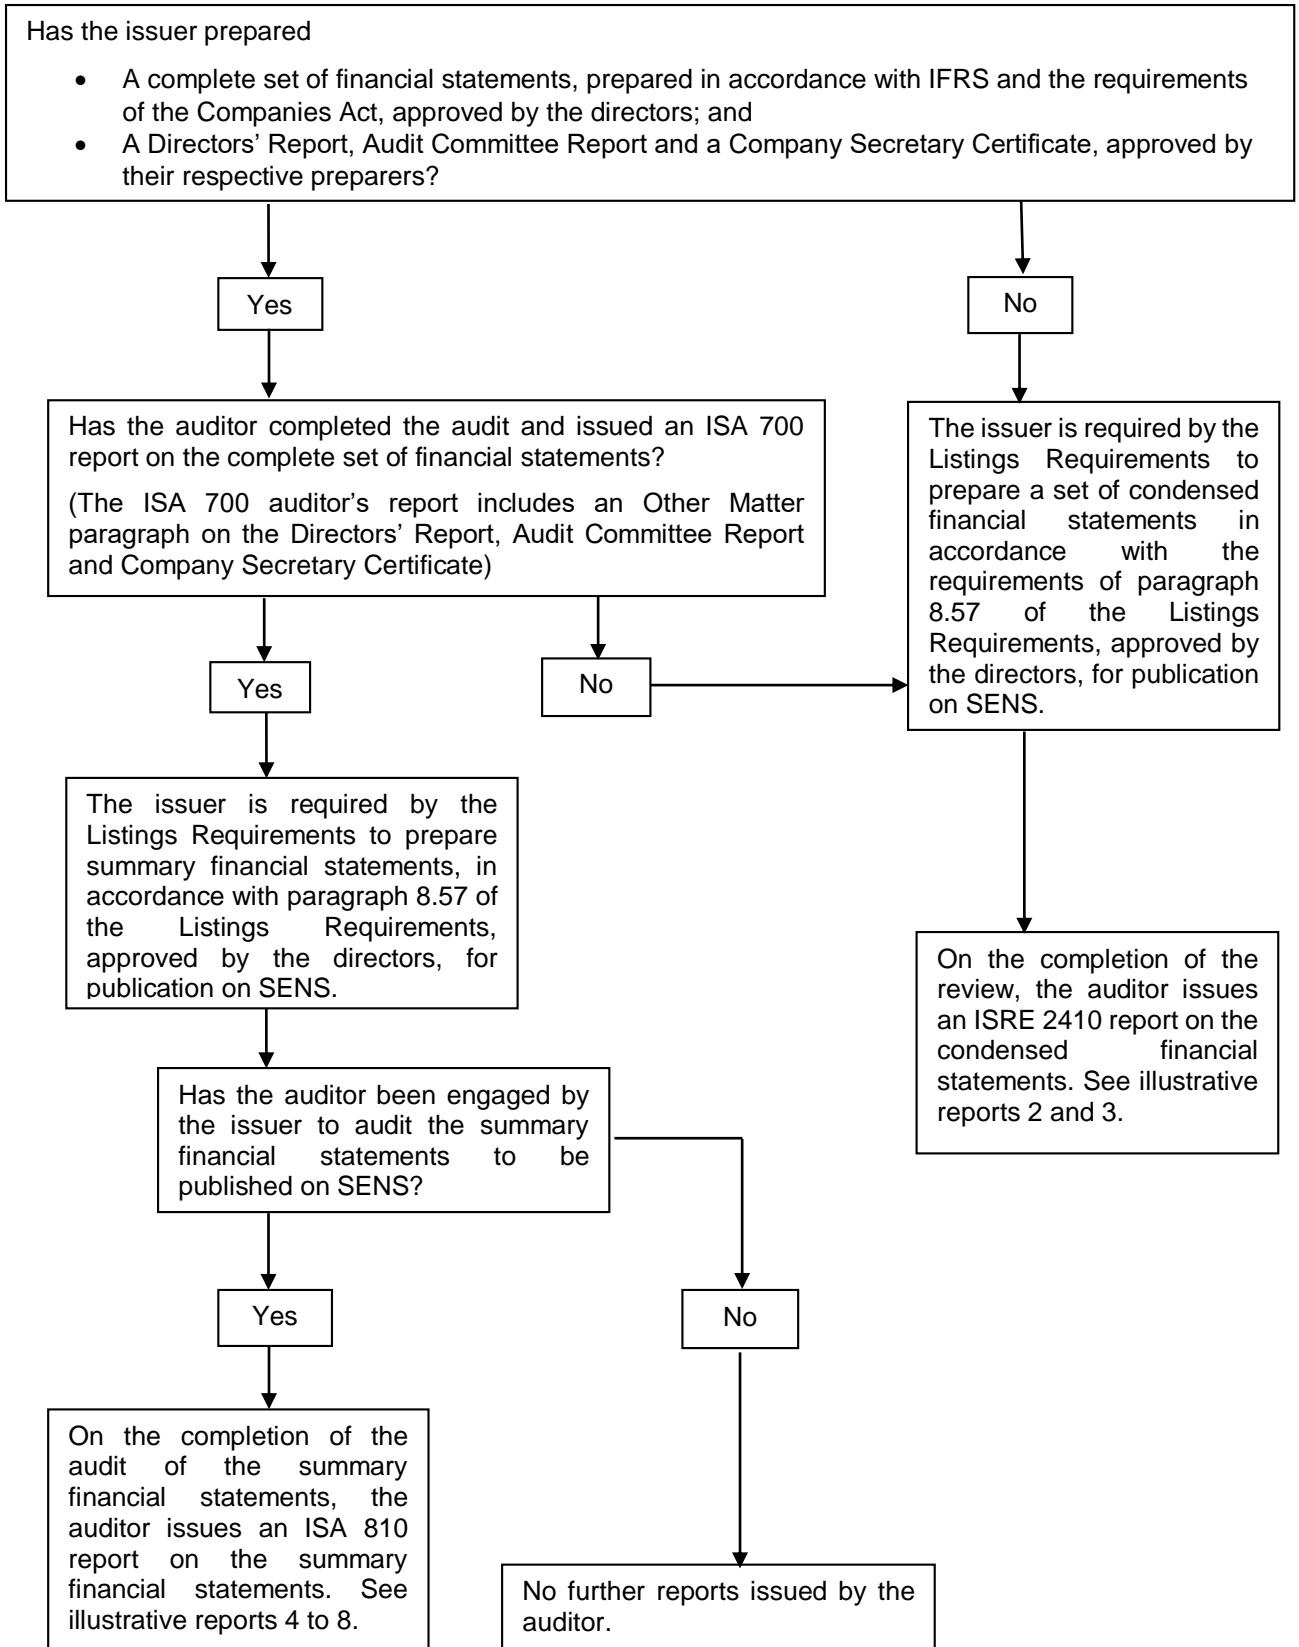 Has the issuer prepared
• A complete set of financial statements, prepared in accordance with IFRS and the requirements
of the Companies Act, approved by the directors; and
• A Directors’ Report, Audit Committee Report and a Company Secretary Certificate, approved by
their respective preparers?
Yes
No
Has the auditor completed the audit and issued an ISA 700
report on the complete set of financial statements?
(The ISA 700 auditor’s report includes an Other Matter
paragraph on the Directors’ Report, Audit Committee Report
and Company Secretary Certificate)
The issuer is required by the
Listings Requirements to
prepare a set of condensed
financial statements in
accordance with the
requirements of paragraph
8.57 of the Listings
Requirements, approved by
the directors, for publication
on SENS.
Yes
No
The issuer is required by the
Listings Requirements to prepare
summary financial statements, in
accordance with paragraph 8.57 of
the Listings Requirements,
approved by the directors, for
publication on SENS.
On the completion of the
review, the auditor issues
an ISRE 2410 report on the
condensed financial
statements. See illustrative
reports 2 and 3.
Has the auditor been engaged by
the issuer to audit the summary
financial statements to be
published on SENS?
Yes
No
On the completion of the
audit of the summary
financial statements, the
auditor issues an ISA 810
report on the summary
financial statements. See
illustrative reports 4 to 8.
No further reports issued by the
auditor.